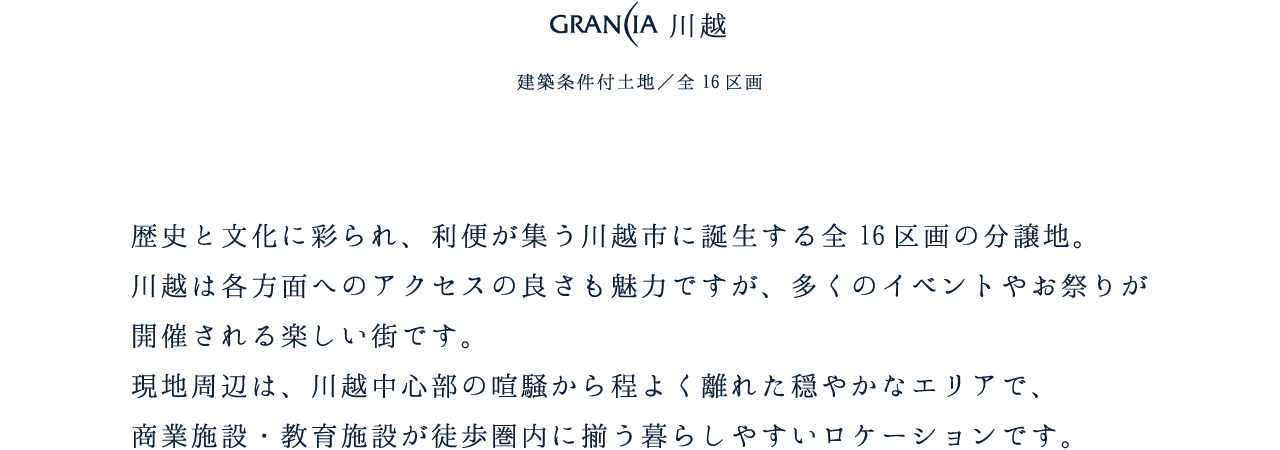 GRANCIA 川越
建築条件付土地／全16区画
歴史と文化に彩られ、利便が集う川越市に誕生する全16区画の分譲地。
川越は各方面へのアクセスの良さも魅力ですが、多くのイベントやお祭りが
開催される楽しい街です。
現地周辺は、川越中心部の喧騒から程よく離れた穏やかなエリアで、
商業施設・教育施設が徒歩圏内に揃う暮らしやすいロケーションです。